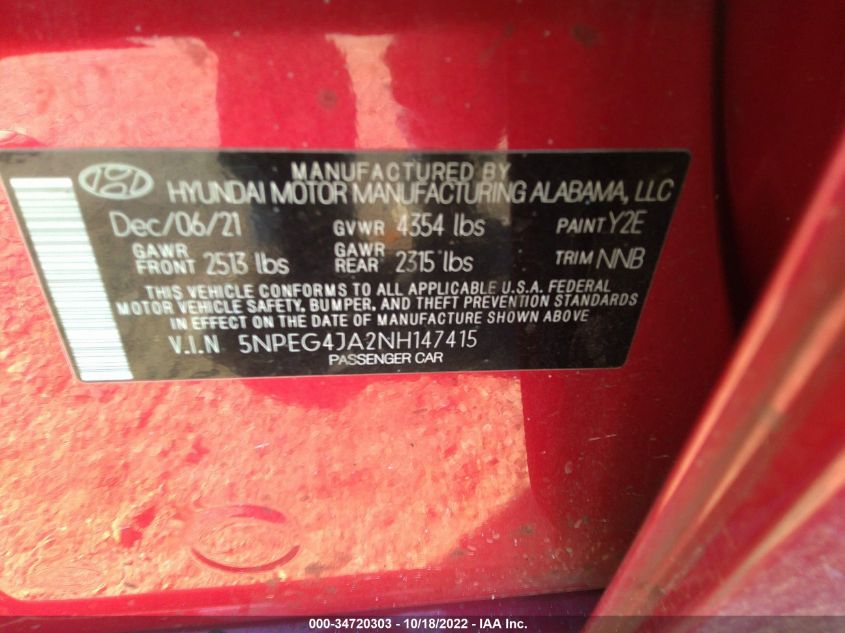 MANUFACTURED BY
HYUNDAI MOTOR MANUFACTURING ALABAMA, LLC
Dec/06/21 GVWR 4354 lbs PAINT Y2E
GAWR FRONT 2513 lbs GAWR REAR 2315 lbs TRIM NNB
THIS VEHICLE CONFORMS TO ALL APPLICABLE U.S.A. FEDERAL
MOTOR VEHICLE SAFETY, BUMPER, AND THEFT PREVENTION STANDARDS
IN EFFECT ON THE DATE OF MANUFACTURE SHOWN ABOVE
V.I.N 5NPEG4JA2NH147415
PASSENGER CAR
000-34720303 - 10/18/2022 - IAA Inc.